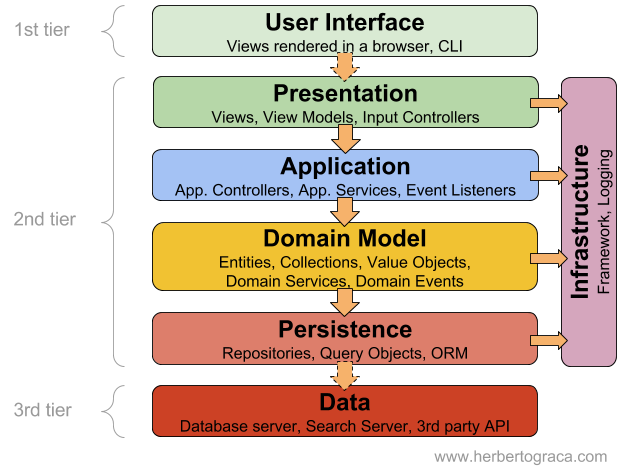 1st tier
User Interface
Views rendered in a browser, CLI
Presentation
Views, View Models, Input Controllers
Application
App. Controllers, App. Services, Event Listeners
2nd tier
Domain Model
Entities, Collections, Value Objects,
Domain Services, Domain Events
Persistence
Repositories, Query Objects, ORM
Infrastructure
Framework, Logging
3rd tier
Data
Database server, Search Server, 3rd party API
www.herbertograca.com